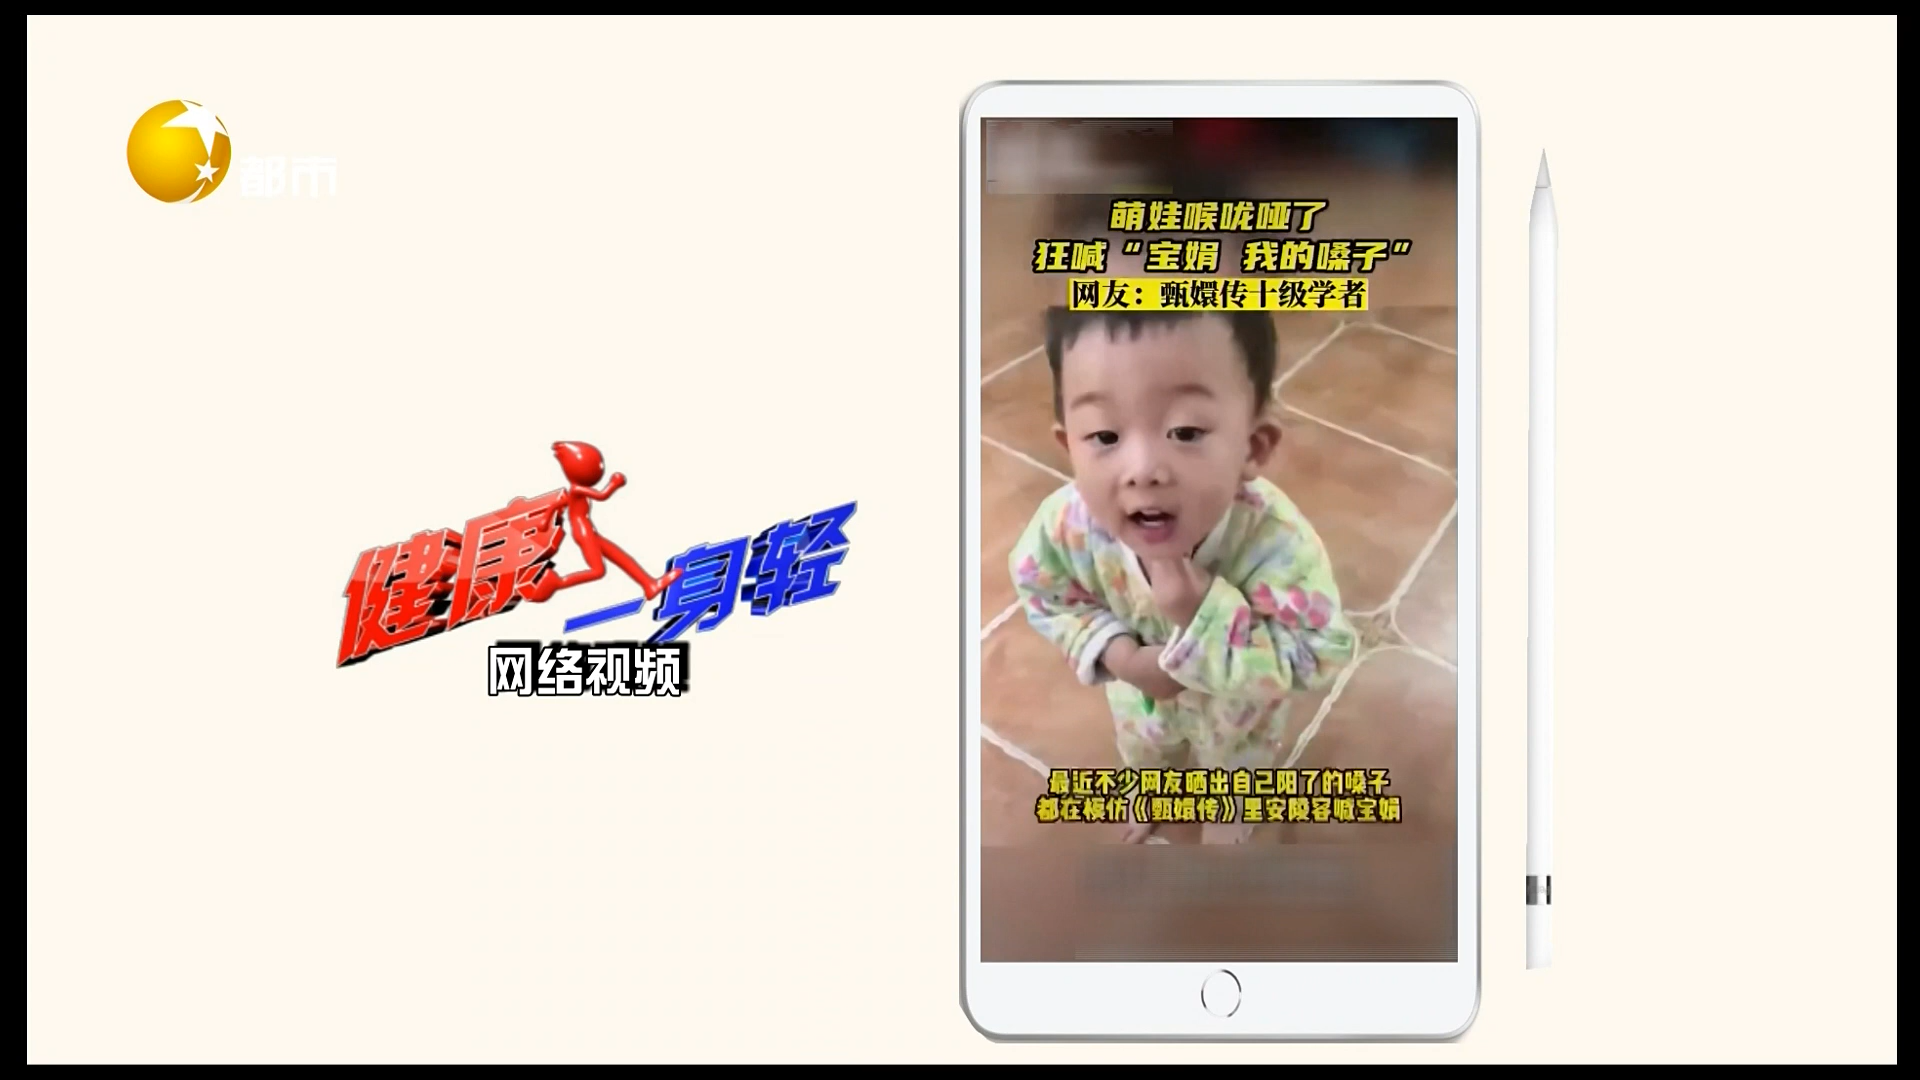 都市
萌娃喉咙哑了
狂喊“宝娟 我的嗓子”
网友：甄嬛传十级学者
健康一身轻
网络视频
最近不少网友晒出自己阳了的嗓子
都在模仿《甄嬛传》里安陵容喊宝娟